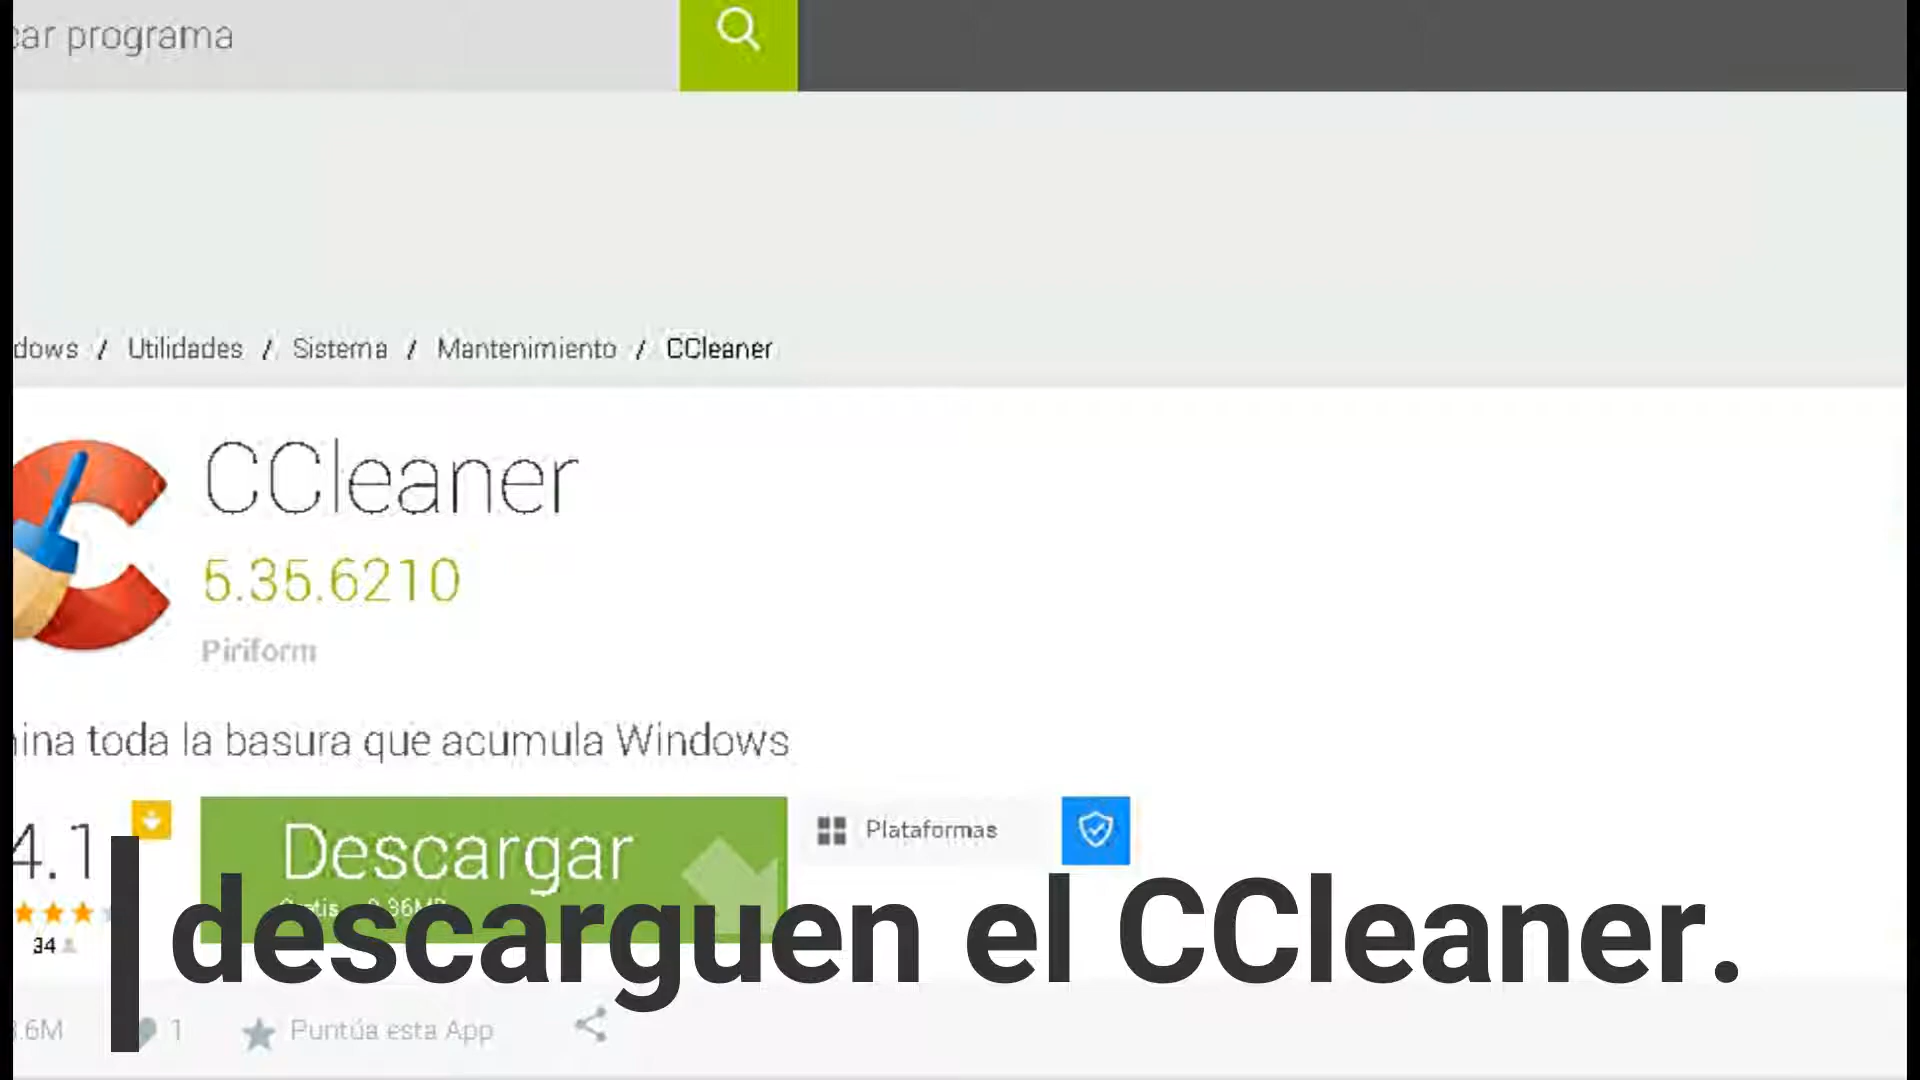 car programa
dows / Utilidades / Sistema / Mantenimiento / CCleaner
CCleaner
5.35.6210
Piriform
ina toda la basura que acumula Windows
4.1
Descargar
Plataformas
34
descarguen el CCleaner.
.6M
1
Puntúa esta App